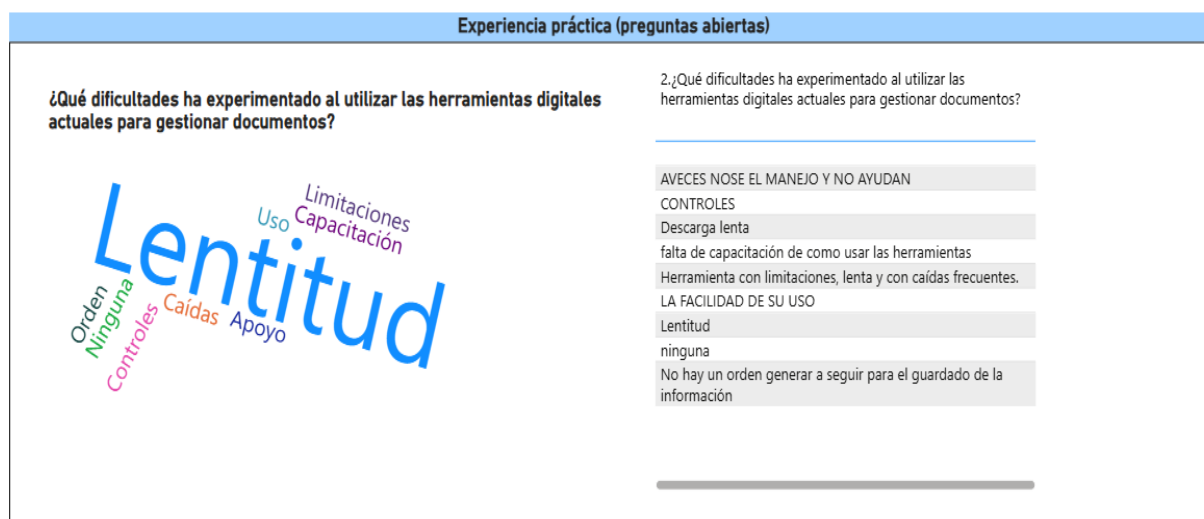 Experiencia práctica (preguntas abiertas)
¿Qué dificultades ha experimentado al utilizar las herramientas digitales
actuales para gestionar documentos?
Limitaciones
Uso
Capacitación
Lentitud
Orden
Ninguna
Controles
Caídas
Apoyo
2.¿Qué dificultades ha experimentado al utilizar las
herramientas digitales actuales para gestionar documentos?
AVECES NOSE EL MANEJO Y NO AYUDAN
CONTROLES
Descarga lenta
falta de capacitación de como usar las herramientas
Herramienta con limitaciones, lenta y con caídas frecuentes.
LA FACILIDAD DE SU USO
Lentitud
ninguna
No hay un orden generar a seguir para el guardado de la
información